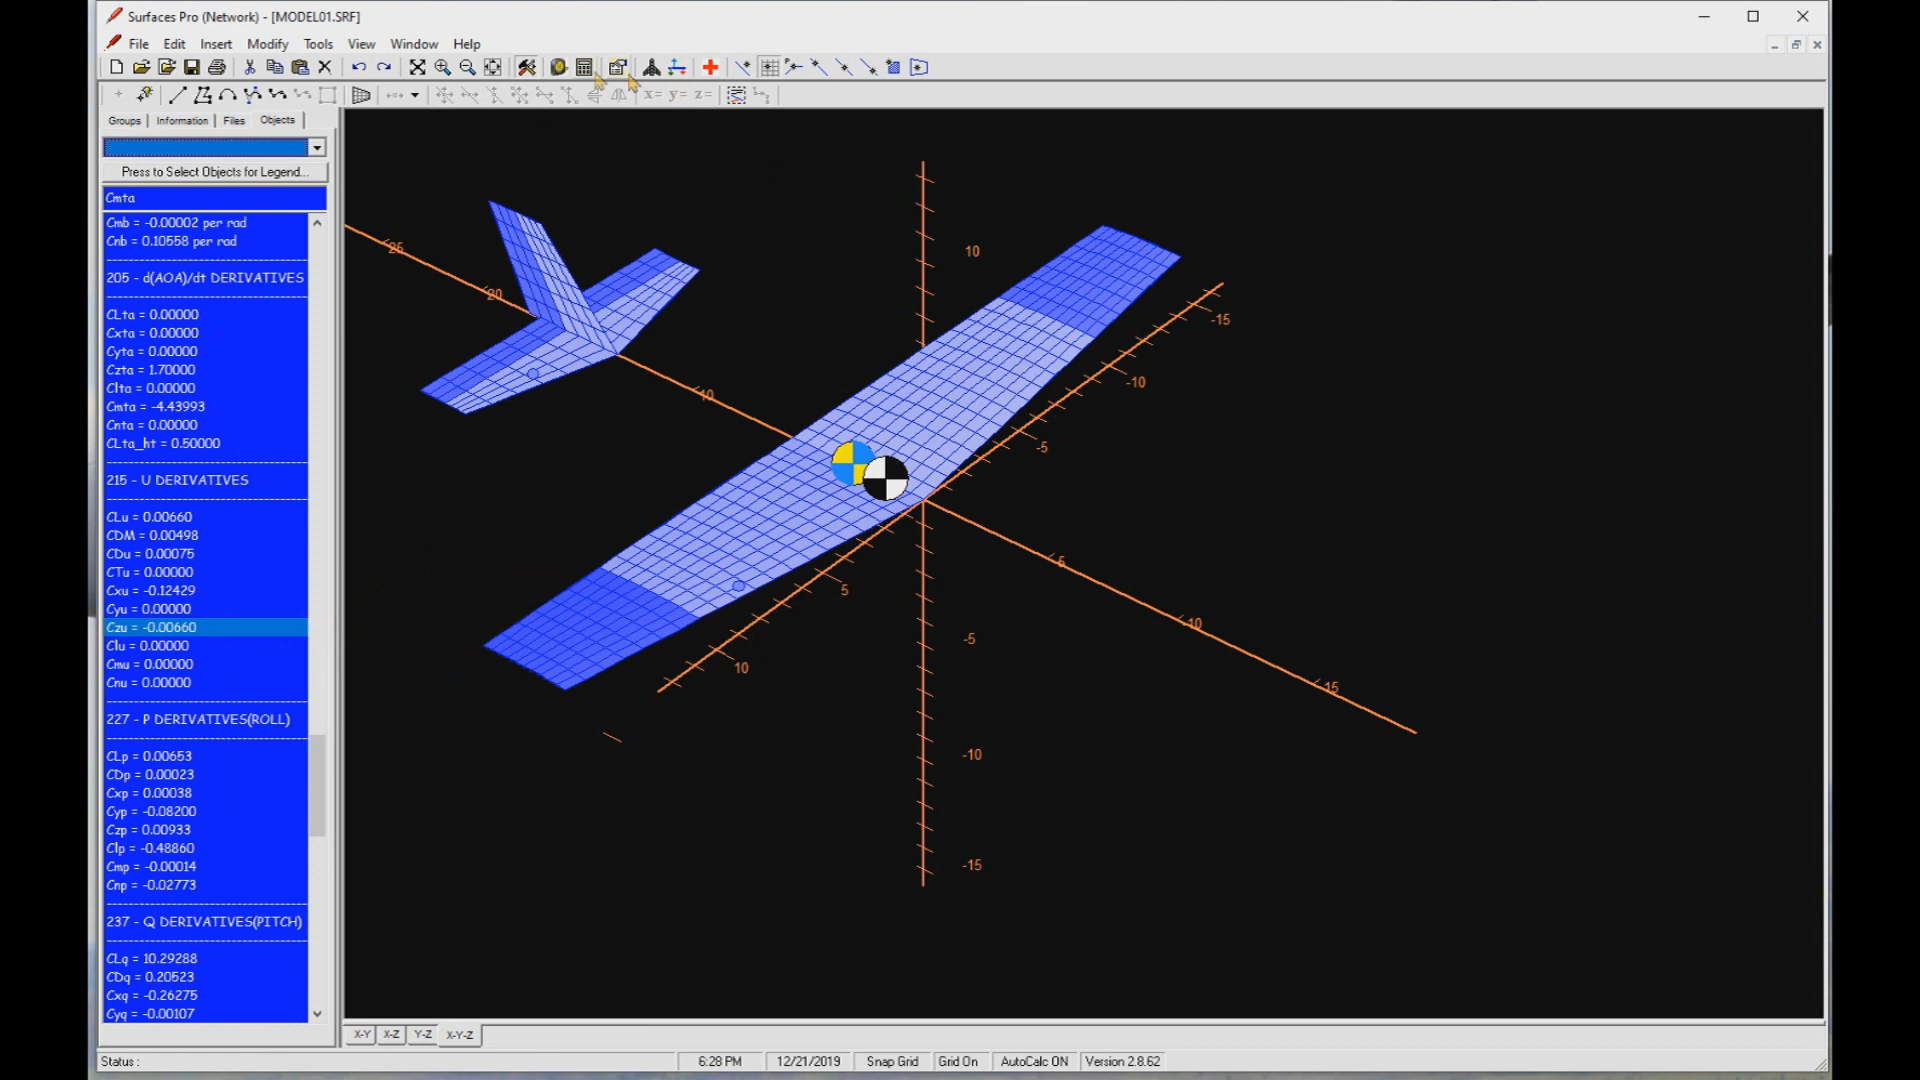 Surfaces Pro (Network) - [MODEL01.SRF]
File Edit Insert Modify Tools View Window Help
x= y= z=
Groups Information Files Objects
Press to Select Objects for Legend...
Cmta
Cmb = -0.00002 per rad
Cnb = 0.10558 per rad
205 - d(AOA)/dt DERIVATIVES
CLta = 0.00000
Cxta = 0.00000
Cyta = 0.00000
Czta = 1.70000
Clta = 0.00000
Cmta = -4.43993
Cnta = 0.00000
CLta_ht = 0.50000
215 - U DERIVATIVES
CLu = 0.00660
CDM = 0.00498
CDu = 0.00075
CTu = 0.00000
Cxu = -0.12429
Cyu = 0.00000
Czu = -0.00660
Clu = 0.00000
Cmu = 0.00000
Cnu = 0.00000
227 - P DERIVATIVES(ROLL)
CLp = 0.00653
CDp = 0.00023
Cxp = 0.00038
Cyp = -0.08200
Czp = 0.00933
Clp = -0.48860
Cmp = -0.00014
Cnp = -0.02773
237 - Q DERIVATIVES(PITCH)
CLq = 10.29288
CDq = 0.20523
Cxq = -0.26275
Cyq = -0.00107
25
20
10
10
-15
-10
-5
5
10
-5
-10
-15
-5
-10
-15
X-Y X-Z Y-Z X-Y-Z
Status : 6:28 PM 12/21/2019 Snap Grid Grid On AutoCalc ON Version 2.8.62